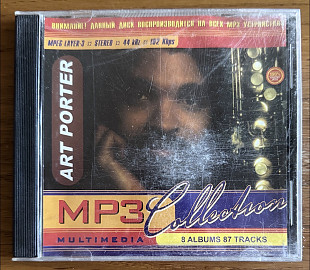 ВНИМАНИЕ! ДАННЫЙ ДИСК ВОСПРОИЗВОДИТСЯ НА ВСЕХ MP3 УСТРОЙСТВАХ
MPEG LAYER-3 :: STEREO :: 44 kHz :: 192 Kbps
ART PORTER
MP3 Collection
MULTIMEDIA
8 ALBUMS 87 TRACKS